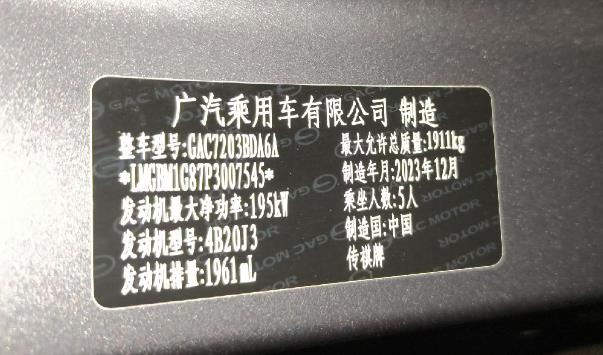 广汽乘用车有限公司 制造
整车型号:GAC7203BDA6A
最大允许总质量:1911kg
*LMGBM1G87P3007545*
制造年月:2023年12月
发动机最大净功率:195kW
乘坐人数:5人
发动机型号:4B20J3
制造国:中国
发动机排量:1961mL
传祺牌
GAC MOTOR